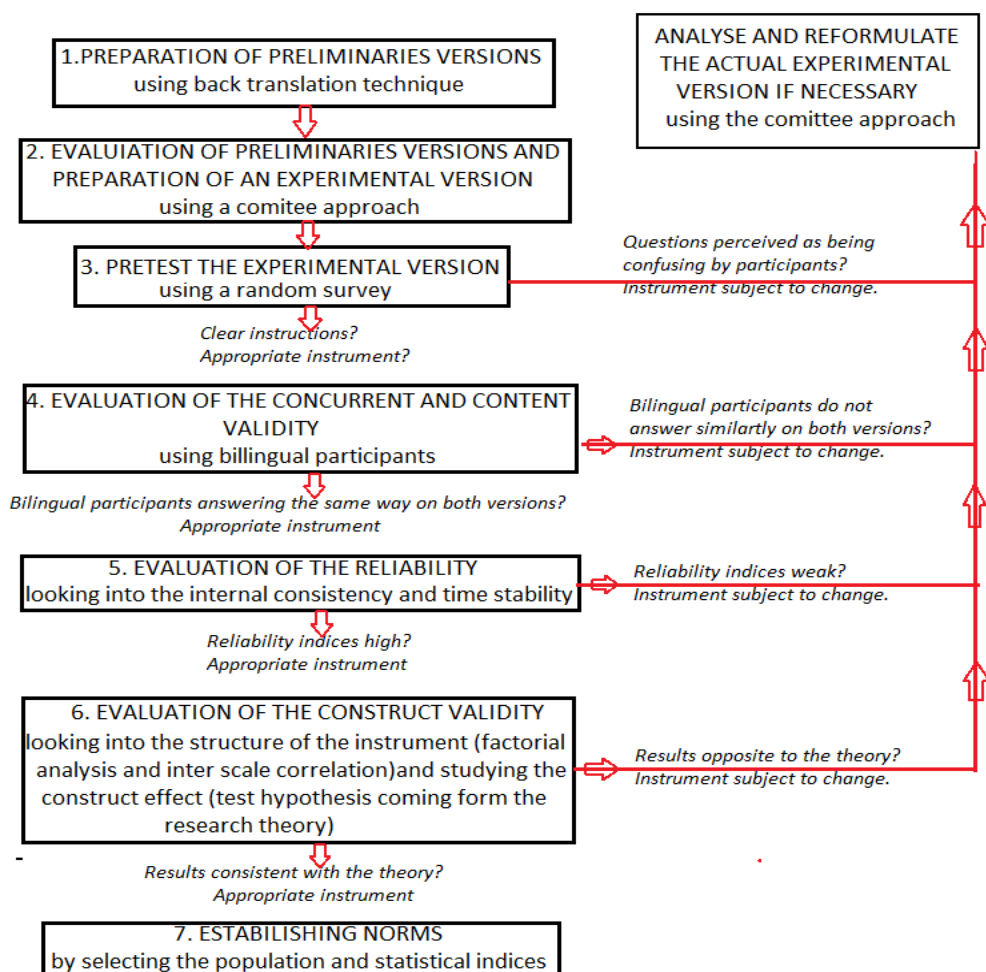 1.PREPARATION OF PRELIMINARIES VERSIONS
using back translation technique
ANALYSE AND REFORMULATE
THE ACTUAL EXPERIMENTAL
VERSION IF NECESSARY
using the comittee approach
2. EVALUIATION OF PRELIMINARIES VERSIONS AND
PREPARATION OF AN EXPERIMENTAL VERSION
using a comitee approach
3. PRETEST THE EXPERIMENTAL VERSION
using a random survey
Questions perceived as being
confusing by participants?
Instrument subject to change.
Clear instructions?
Appropriate instrument?
4. EVALUATION OF THE CONCURRENT AND CONTENT
VALIDITY
using billingual participants
Bilingual participants do not
answer similartly on both versions?
Instrument subject to change.
Bilingual participants answering the same way on both versions?
Appropriate instrument
5. EVALUATION OF THE RELIABILITY
looking into the internal consistency and time stability
Reliability indices weak?
Instrument subject to change.
Reliability indices high?
Appropriate instrument
6. EVALUATION OF THE CONSTRUCT VALIDITY
looking into the structure of the instrument (factorial
analysis and inter scale correlation)and studying the
construct effect (test hypothesis coming form the
research theory)
Results opposite to the theory?
Instrument subject to change.
Results consistent with the theory?
Appropriate instrument
7. ESTABILISHING NORMS
by selecting the population and statistical indices